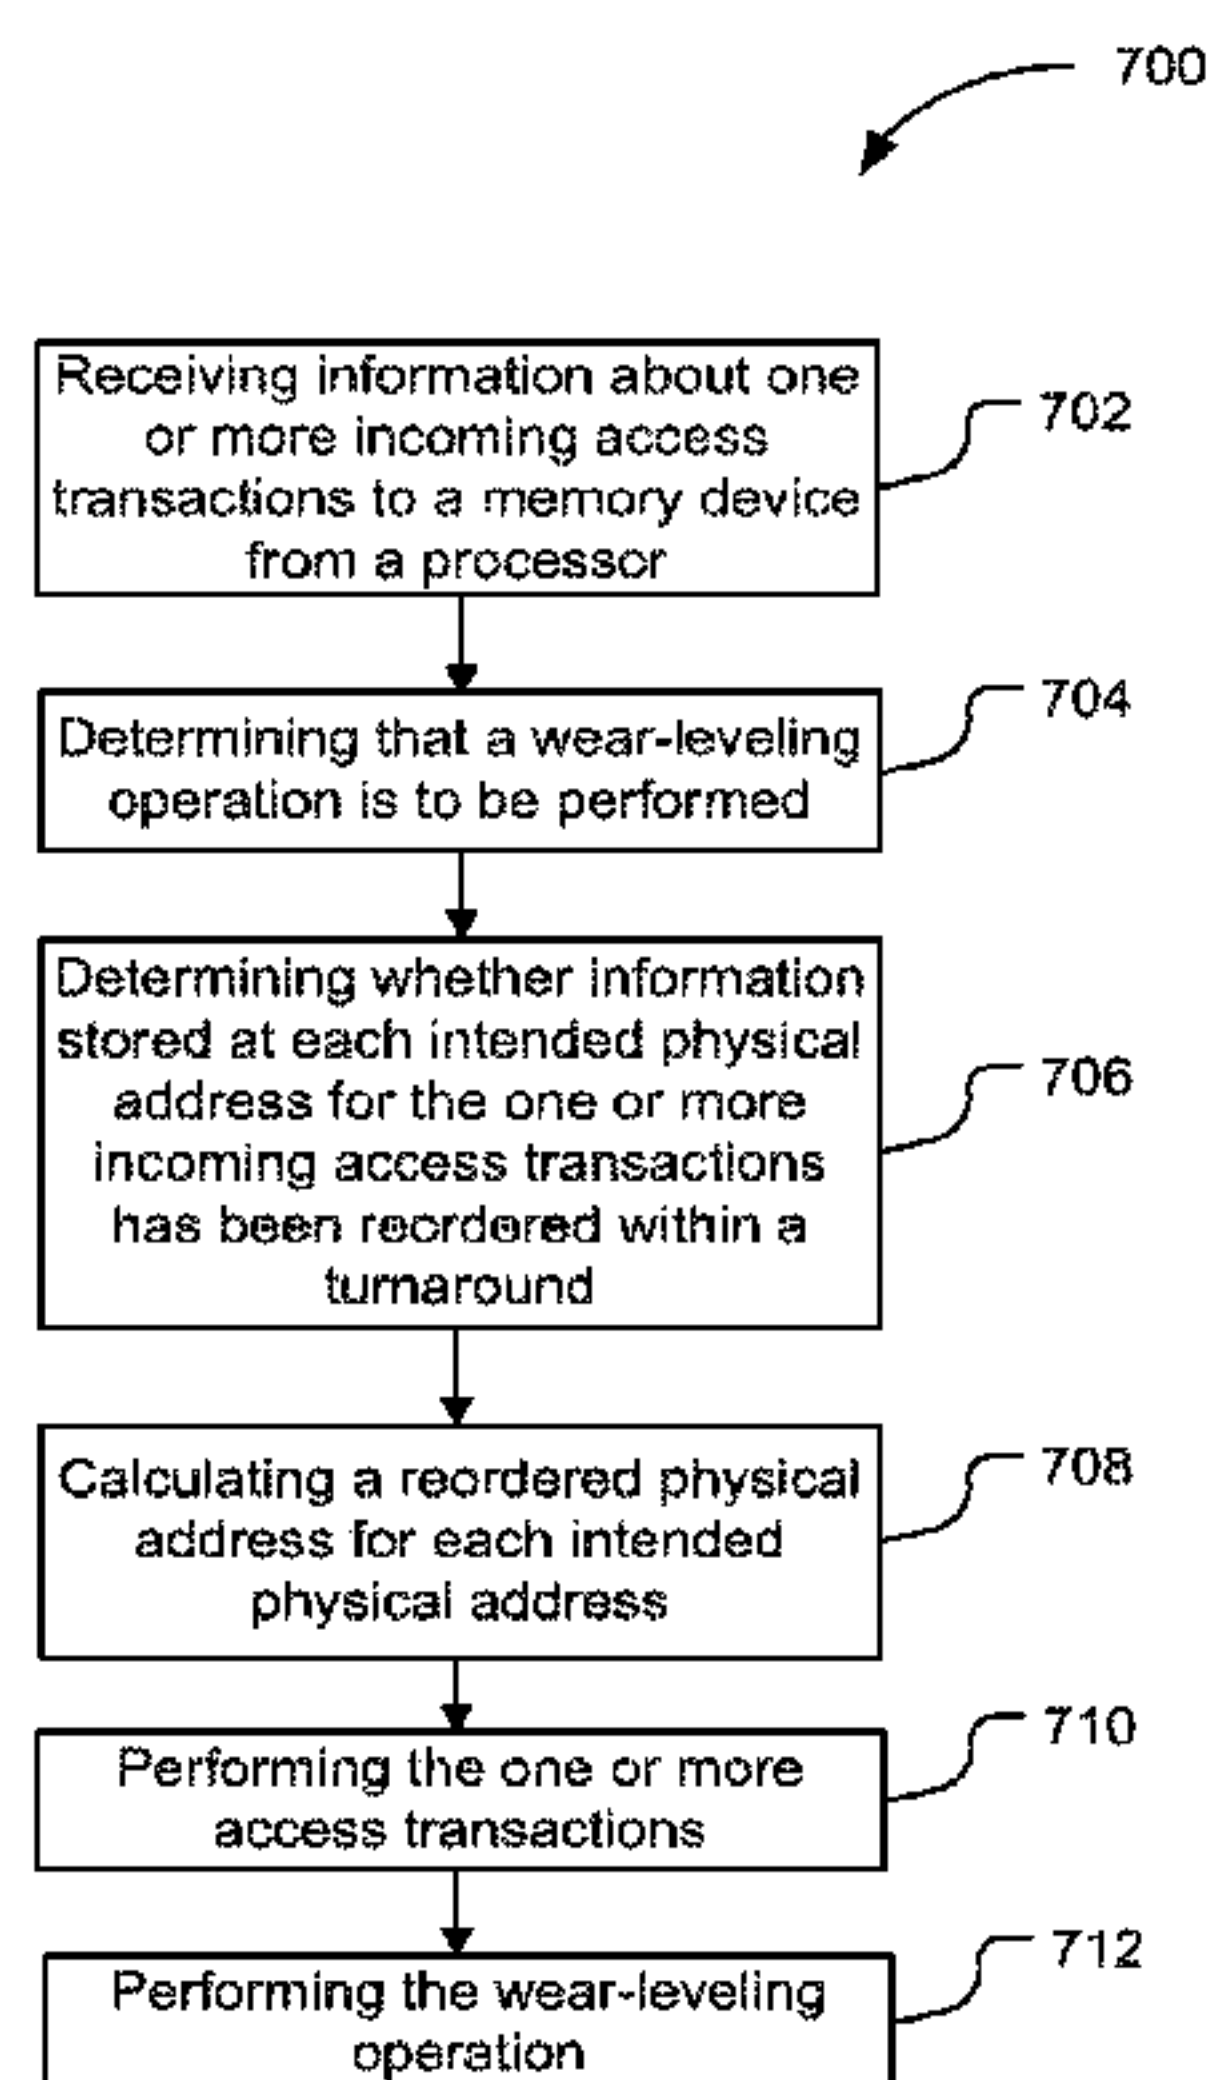 700
Receiving information about one
or more incoming access
transactions to a memory device
from a processor
702
Determining that a wear-leveling
operation is to be performed
704
Determining whether information
stored at each intended physical
address for the one or more
incoming access transactions
has been reordered within a
turnaround
706
Calculating a reordered physical
address for each intended
physical address
708
Performing the one or more
access transactions
710
Performing the wear-leveling
operation
712